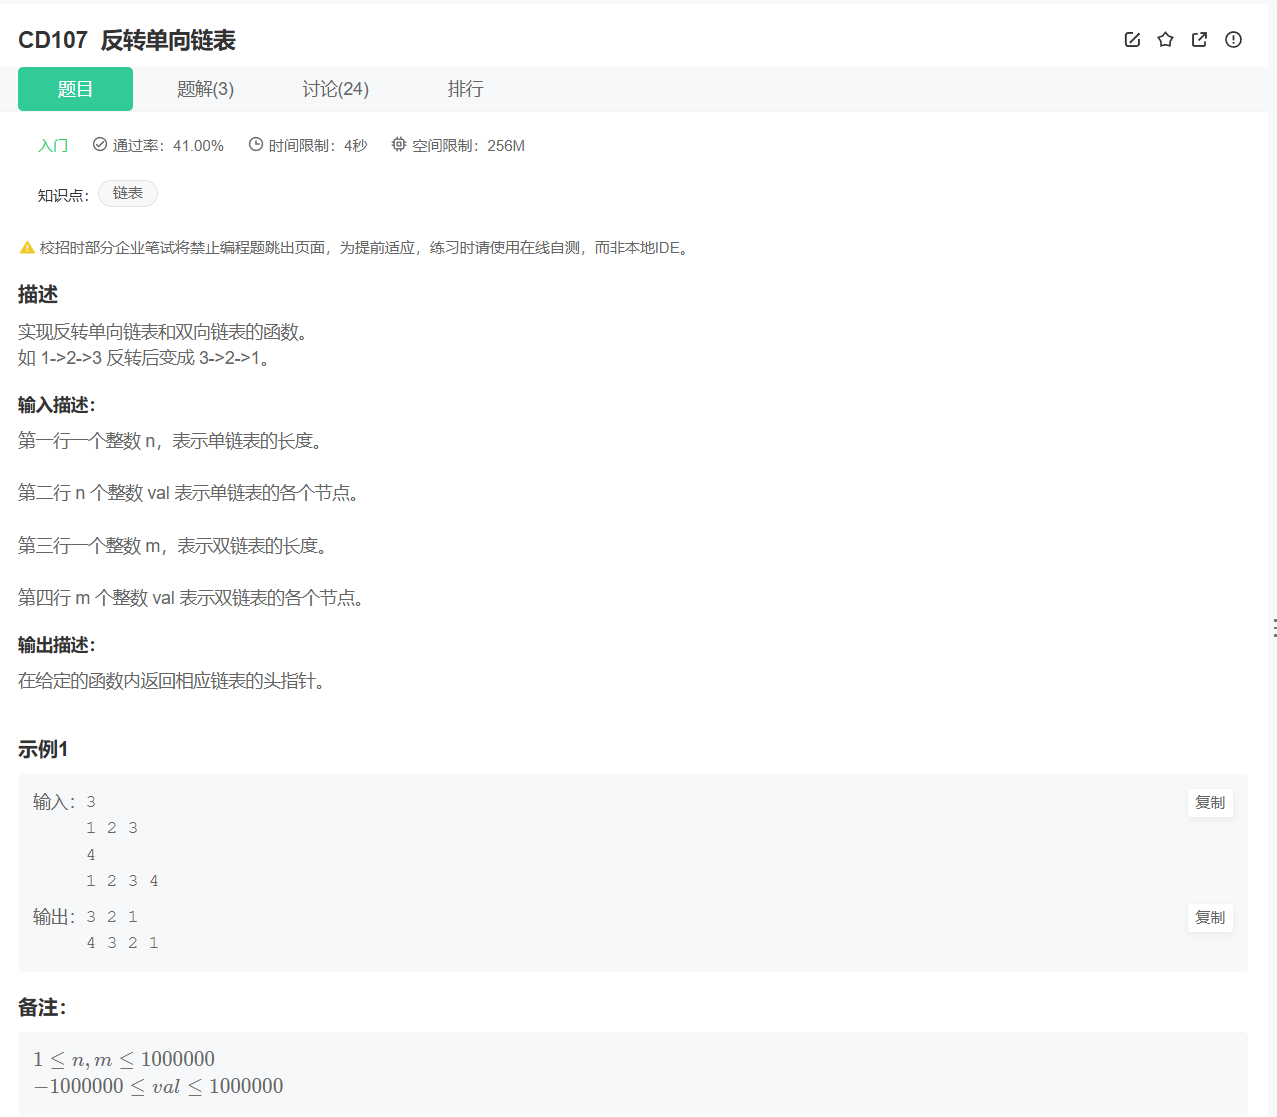 CD107 反转单向链表
题目 题解(3) 讨论(24) 排行
入门 通过率：41.00% 时间限制：4秒 空间限制：256M
知识点： 链表
校招时部分企业笔试将禁止编程题跳出页面，为提前适应，练习时请使用在线自测，而非本地IDE。
描述
实现反转单向链表和双向链表的函数。
如 1->2->3 反转后变成 3->2->1。
输入描述：
第一行一个整数 n，表示单链表的长度。
第二行 n 个整数 val 表示单链表的各个节点。
第三行一个整数 m，表示双链表的长度。
第四行 m 个整数 val 表示双链表的各个节点。
输出描述：
在给定的函数内返回相应链表的头指针。
示例1
输入：3 复制
1 2 3
4
1 2 3 4
输出：3 2 1 复制
4 3 2 1
备注：
1 ≤ n, m ≤ 1000000
−1000000 ≤ val ≤ 1000000